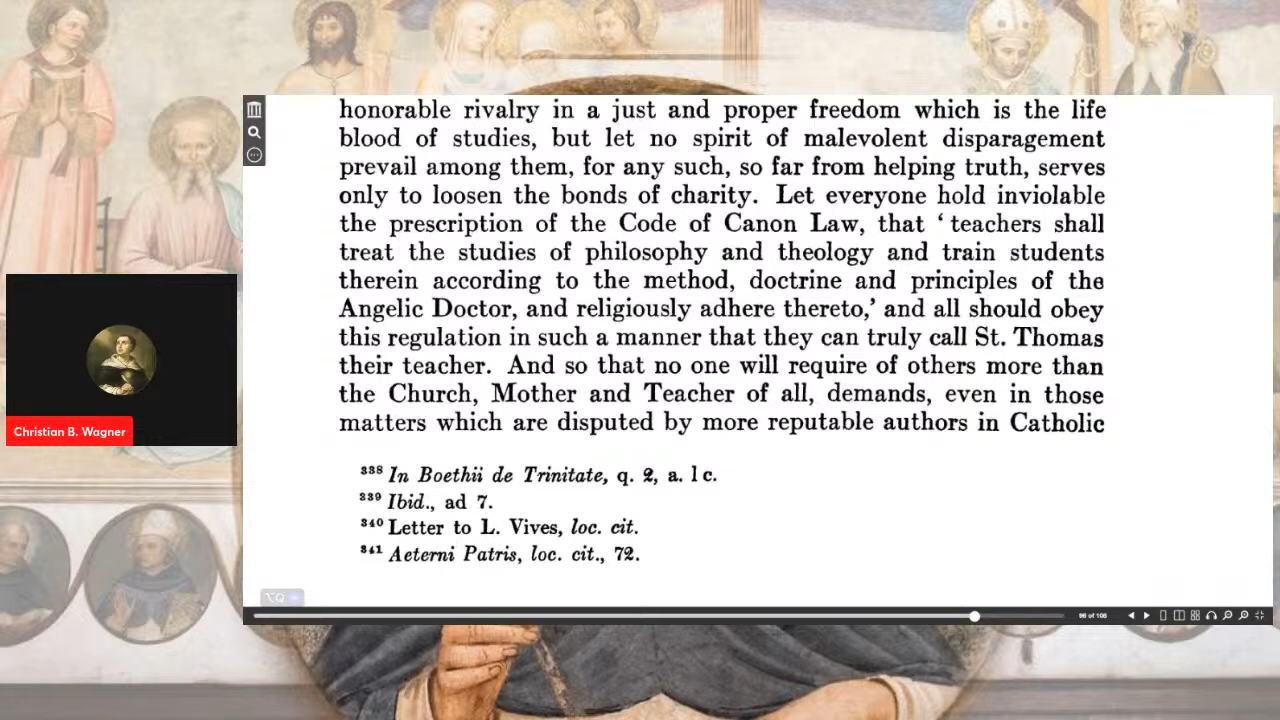 honorable rivalry in a just and proper freedom which is the life
blood of studies, but let no spirit of malevolent disparagement
prevail among them, for any such, so far from helping truth, serves
only to loosen the bonds of charity. Let everyone hold inviolable
the prescription of the Code of Canon Law, that ‘ teachers shall
treat the studies of philosophy and theology and train students
therein according to the method, doctrine and principles of the
Angelic Doctor, and religiously adhere thereto,’ and all should obey
this regulation in such a manner that they can truly call St. Thomas
their teacher. And so that no one will require of others more than
the Church, Mother and Teacher of all, demands, even in those
matters which are disputed by more reputable authors in Catholic
338 In Boethii de Trinitate, q. 2, a. 1 c.
339 Ibid., ad 7.
340 Letter to L. Vives, loc. cit.
341 Aeterni Patris, loc. cit., 72.
Christian B. Wagner
⌥Q
96 of 108